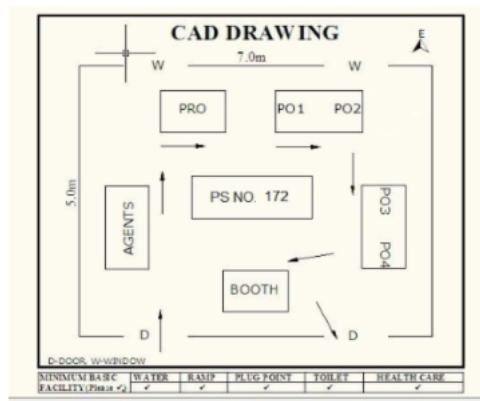 CAD DRAWING
E
W 7.0m W
PRO
PO1 PO2
5.0m
AGENTS
PS NO. 172
PO3
PO4
BOOTH
D D
D-DOOR, W-WINDOW
MINIMUM BASIC FACILITY (Please ✓) WATER RAMP PLUG POINT TOILET HEALTH CARE
✓ ✓ ✓ ✓ ✓